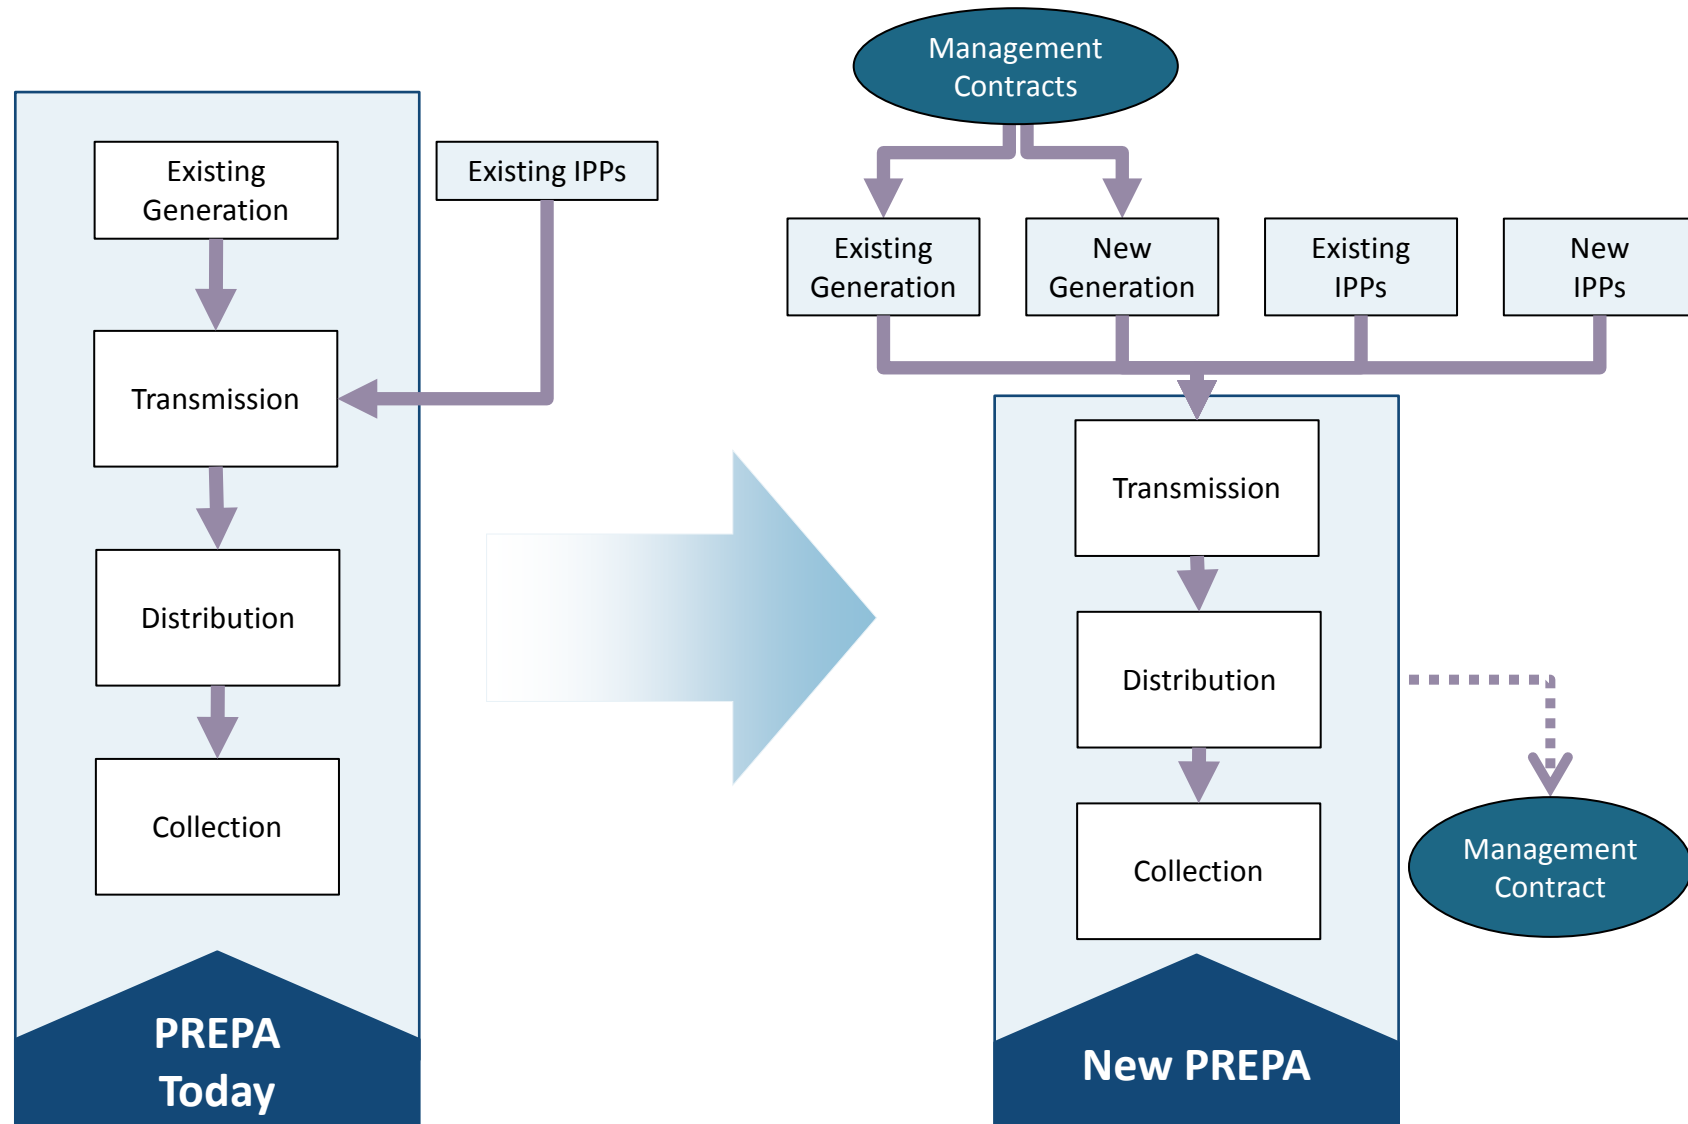 Existing
Generation
Existing IPPs
Transmission
Distribution
Collection
PREPA
Today
Management
Contracts
Existing
Generation
New
Generation
Existing
IPPs
New
IPPs
Transmission
Distribution
Collection
Management
Contract
New PREPA